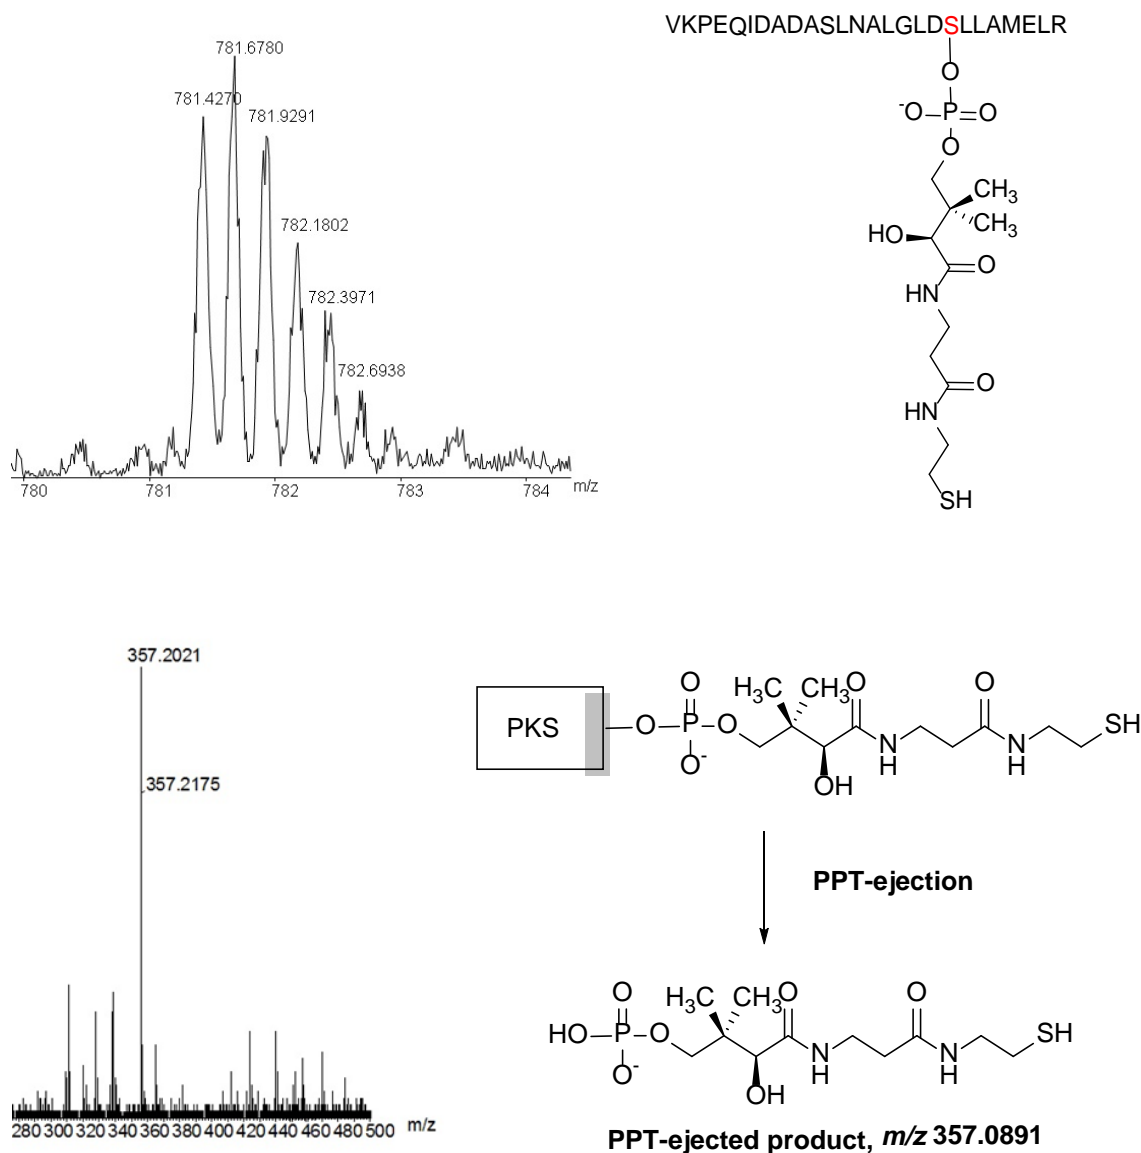 781.6780
781.4270
781.9291
782.1802
782.3971
782.6938
780 781 782 783 784 m/z
VKPEQIDADASLNALGLDSLLAMELR
O
-O P=O
O
CH3
CH3
HO
O
HN
O
HN
SH
357.2021
357.2175
280 300 320 340 360 380 400 420 440 460 480 500 m/z
PKS O P O H3C CH3 O O SH
O
O-
OH
N
H
N
H
PPT-ejection
HO P O H3C CH3 O O SH
O
O-
OH
N
H
N
H
PPT-ejected product, m/z 357.0891